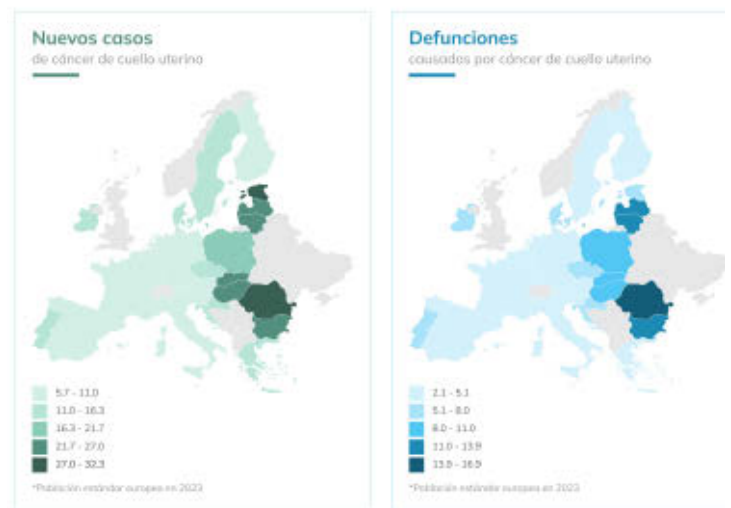 Nuevos casos
de cáncer de cuello uterino
5.7 - 11.0
11.0 - 16.3
16.3 - 21.7
21.7 - 27.0
27.0 - 32.3
*Población estándar europea en 2023
Defunciones
causadas por cáncer de cuello uterino
2.1 - 5.1
5.1 - 8.0
8.0 - 11.0
11.0 - 13.9
13.9 - 16.9
*Población estándar europea en 2023